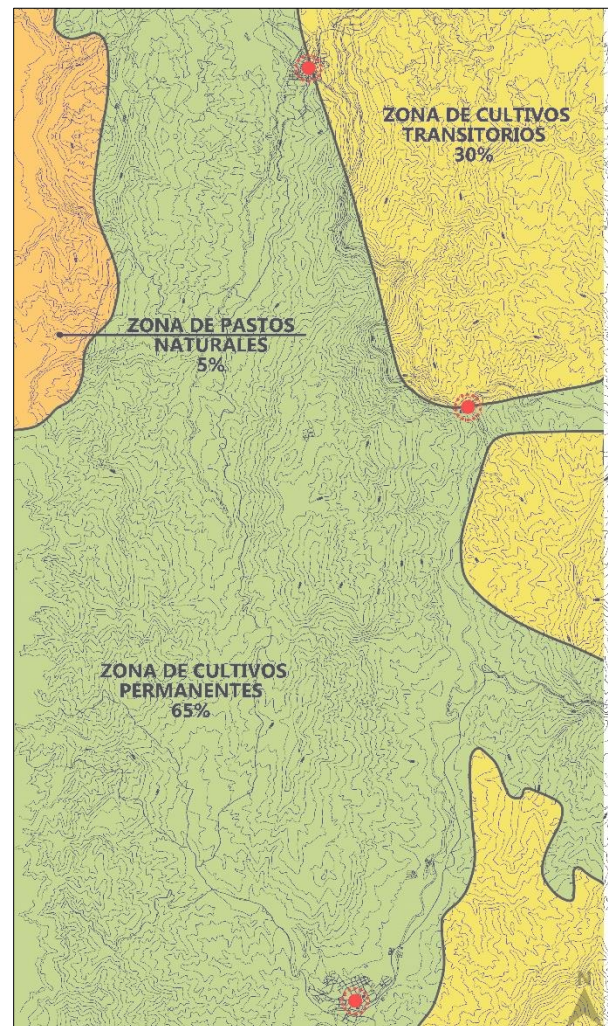 ZONA DE CULTIVOS
TRANSITORIOS
30%
ZONA DE PASTOS
NATURALES
5%
ZONA DE CULTIVOS
PERMANENTES
65%
N